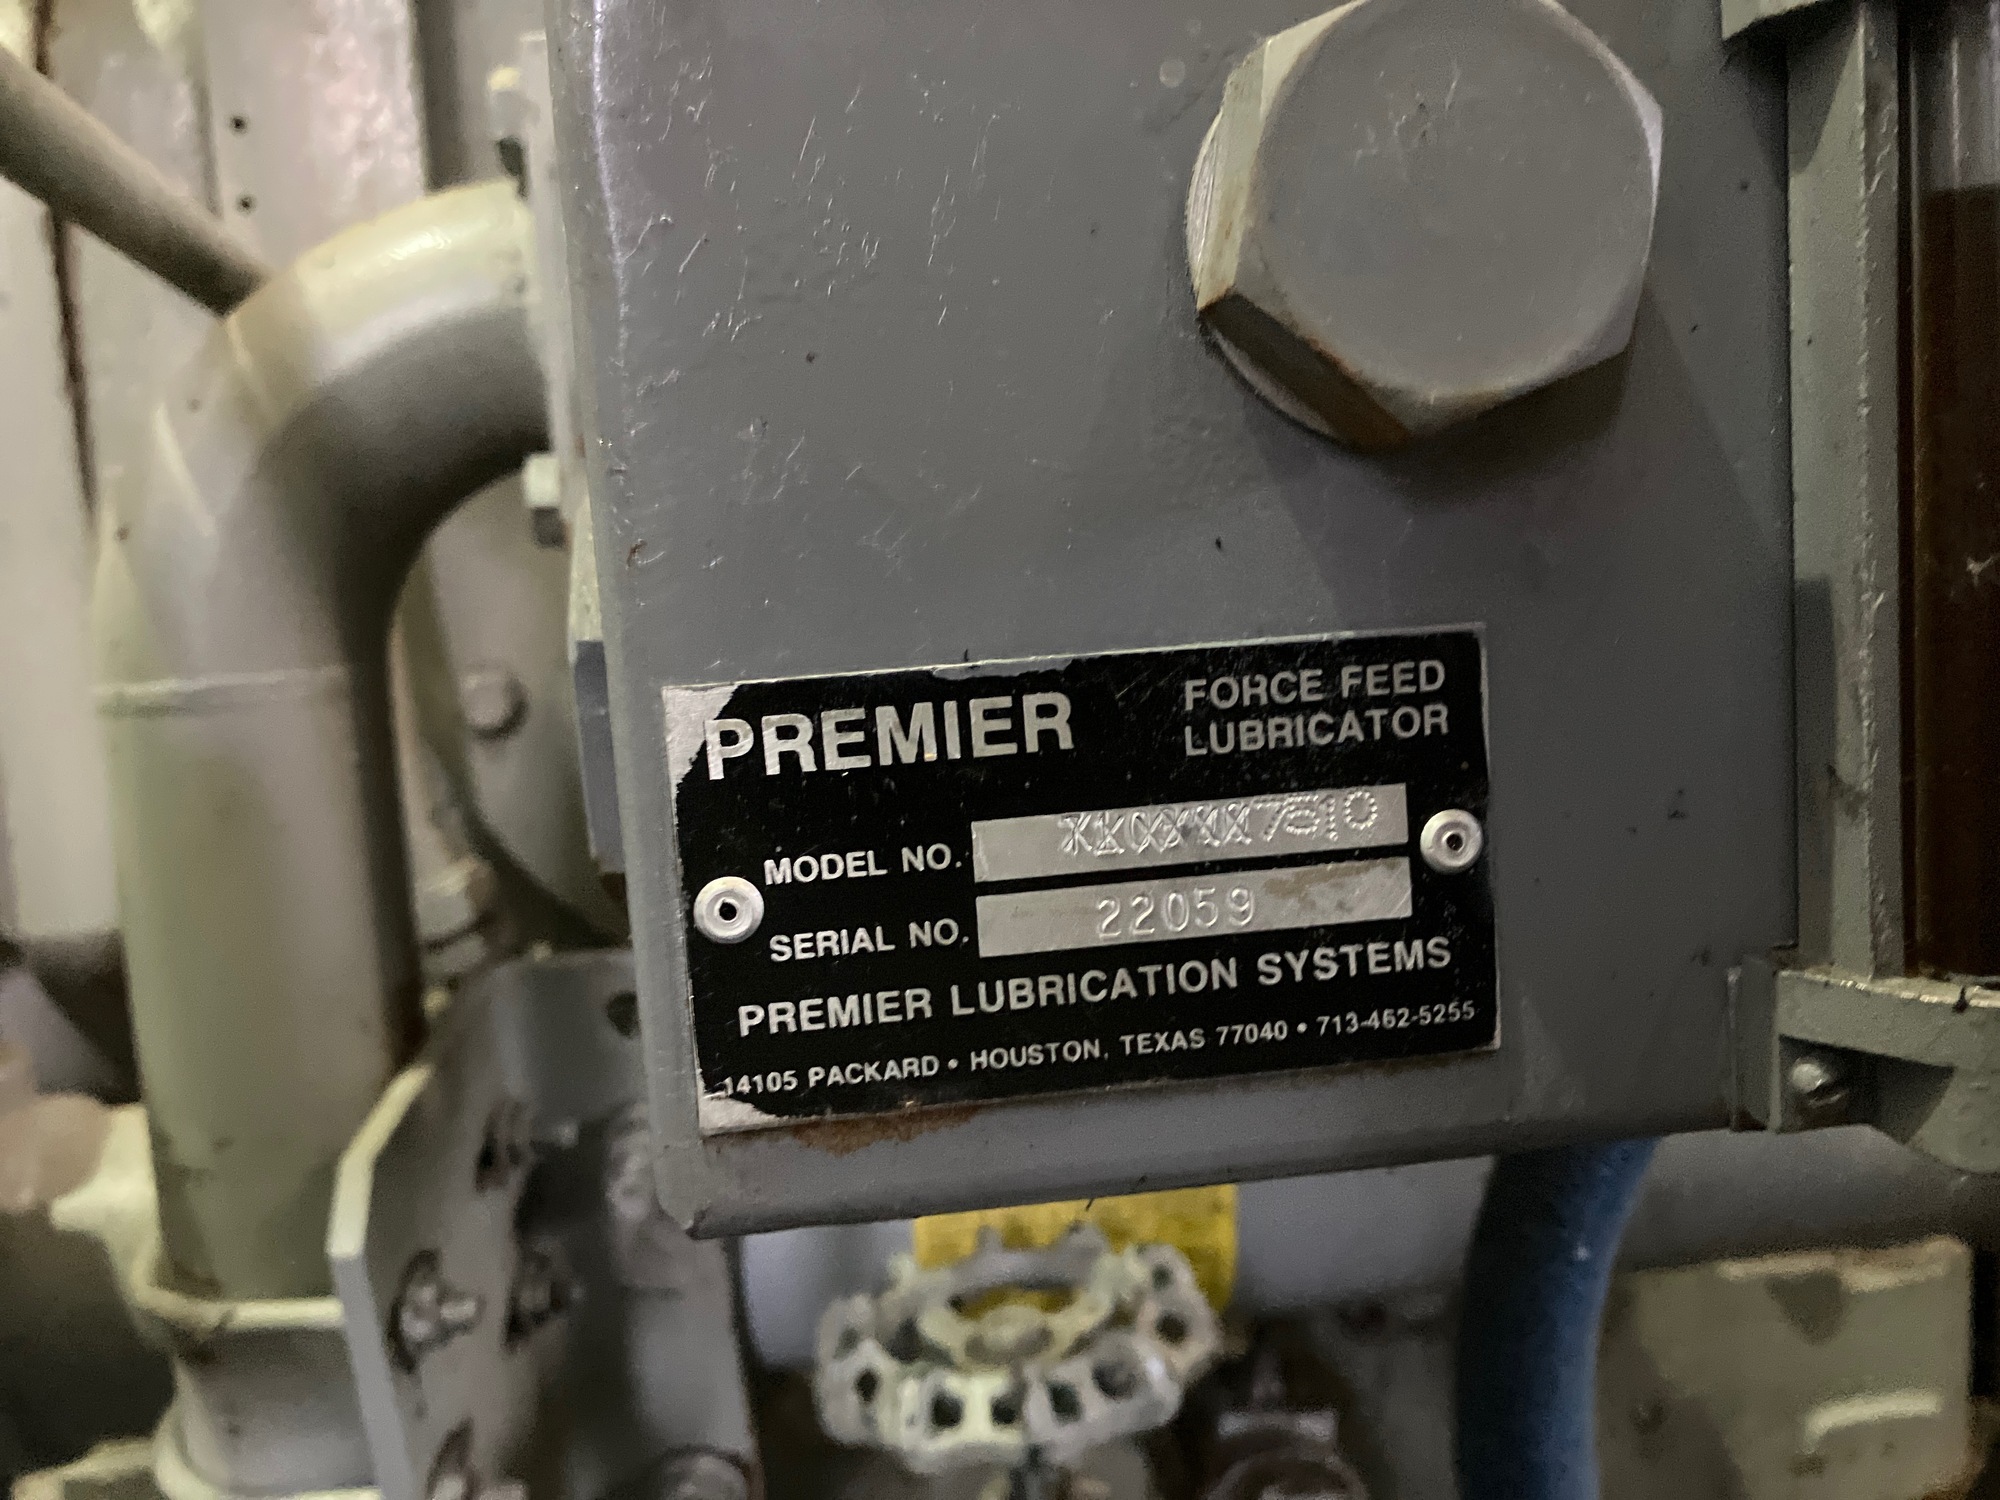 PREMIER
FORCE FEED
LUBRICATOR
MODEL NO.
SERIAL NO. 22059
PREMIER LUBRICATION SYSTEMS
14105 PACKARD • HOUSTON, TEXAS 77040 • 713-462-5255